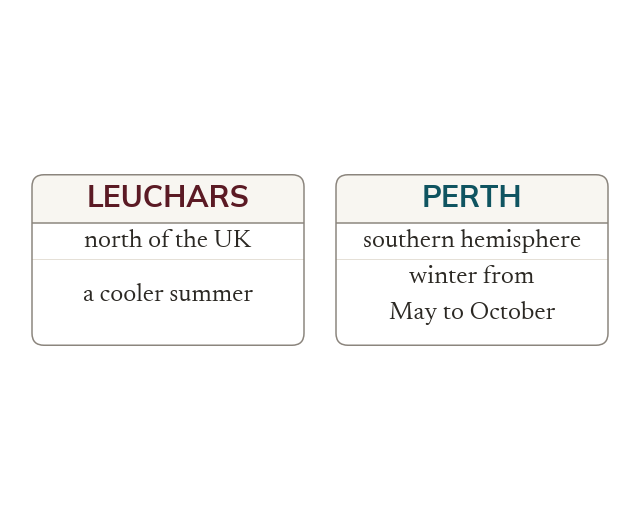 LEUCHARS
north of the UK
a cooler summer
PERTH
southern hemisphere
winter from
May to October